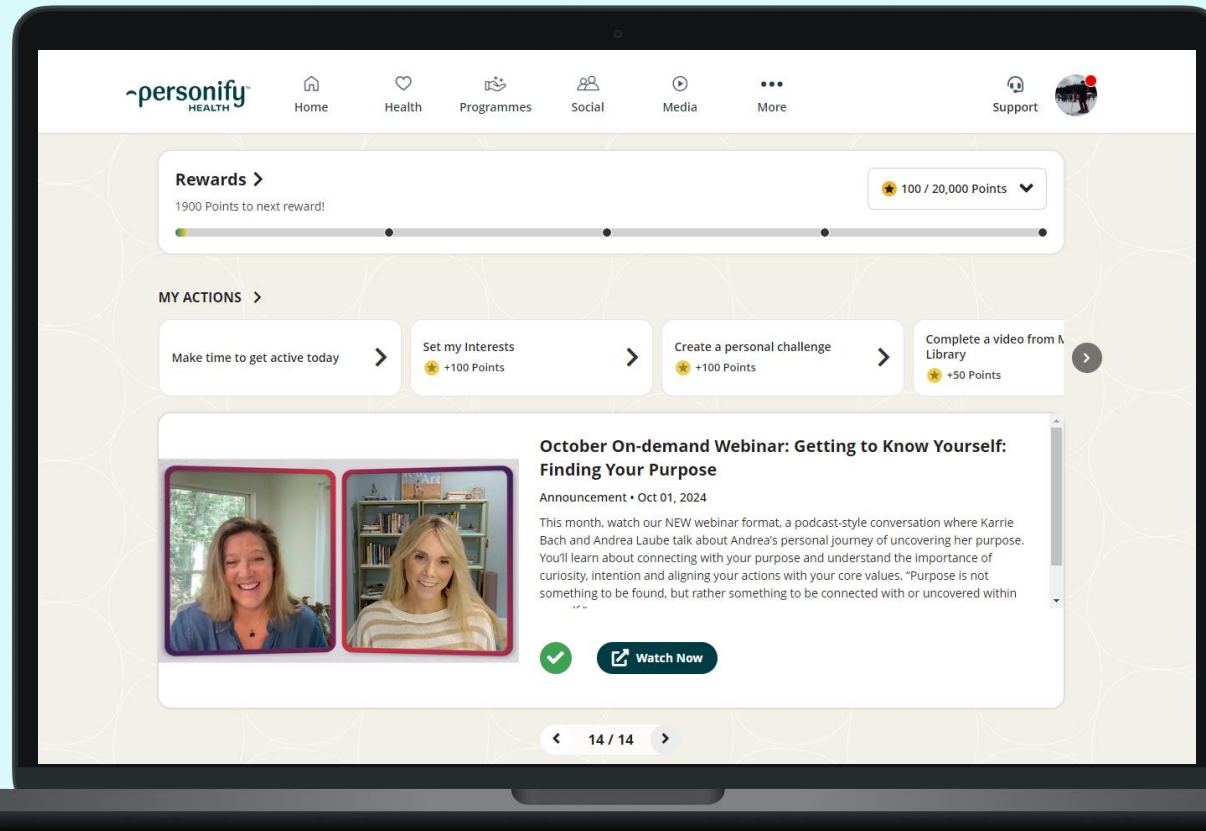 personify
HEALTH
Home
Health
Programmes
Social
Media
More
Support
Rewards
1900 Points to next reward!
100 / 20,000 Points
MY ACTIONS
Make time to get active today
Set my Interests
+100 Points
Create a personal challenge
+100 Points
Complete a video from
Library
+50 Points
October On-demand Webinar: Getting to Know Yourself:
Finding Your Purpose
Announcement • Oct 01, 2024
This month, watch our NEW webinar format, a podcast-style conversation where Karrie
Bach and Andrea Laube talk about Andrea's personal journey of uncovering her purpose.
You'll learn about connecting with your purpose and understand the importance of
curiosity, intention and aligning your actions with your core values. “Purpose is not
something to be found, but rather something to be connected with or uncovered within
Watch Now
14 / 14